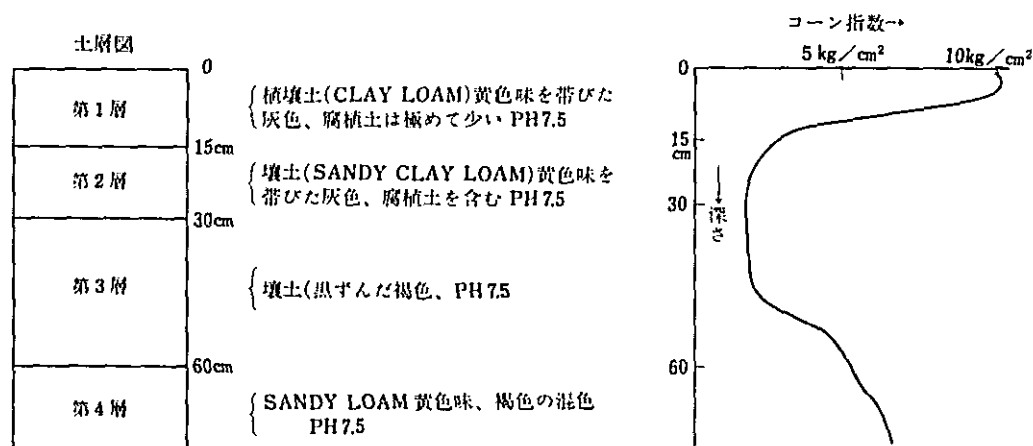 土層図
0
第1層
植壌土(CLAY LOAM)黄色味を帯びた
灰色、腐植土は極めて少い PH7.5
15cm
第2層
壌土(SANDY CLAY LOAM)黄色味を
帯びた灰色、腐植土を含む PH7.5
30cm
第3層
壌土(黒ずんだ褐色、PH7.5
60cm
第4層
SANDY LOAM 黄色味、褐色の混色
PH7.5
コーン指数→
5kg/cm² 10kg/cm²
0
15
cm
30
深さ
60